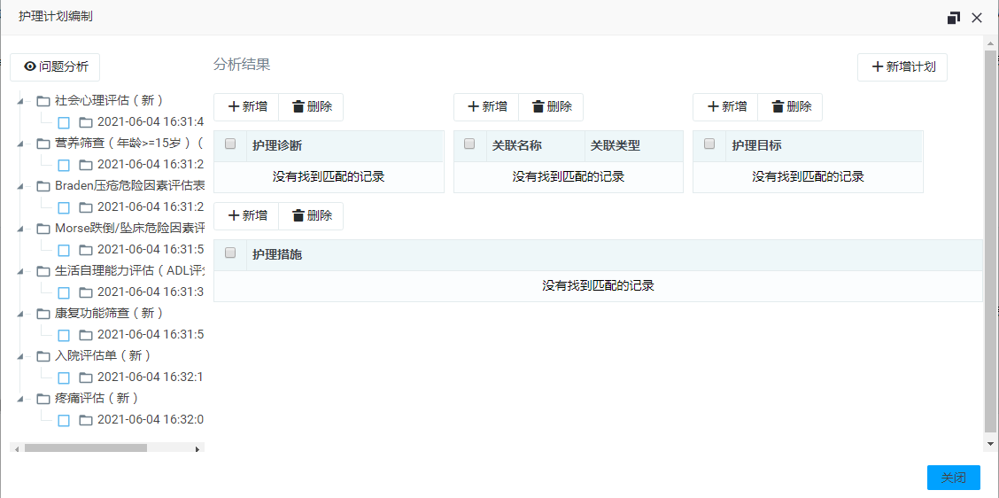 护理计划编制
问题分析
社会心理评估（新）
2021-06-04 16:31:4
营养筛查（年龄>=15岁）（
2021-06-04 16:31:2
Braden压疮危险因素评估表
2021-06-04 16:31:2
Morse跌倒/坠床危险因素评
2021-06-04 16:31:5
生活自理能力评估（ADL评分
2021-06-04 16:31:3
康复功能筛查（新）
2021-06-04 16:31:5
入院评估单（新）
2021-06-04 16:32:1
疼痛评估（新）
2021-06-04 16:32:0
分析结果
新增计划
新增 删除 新增 删除 新增 删除
护理诊断 关联名称 关联类型 护理目标
没有找到匹配的记录 没有找到匹配的记录 没有找到匹配的记录
新增 删除
护理措施
没有找到匹配的记录
关闭